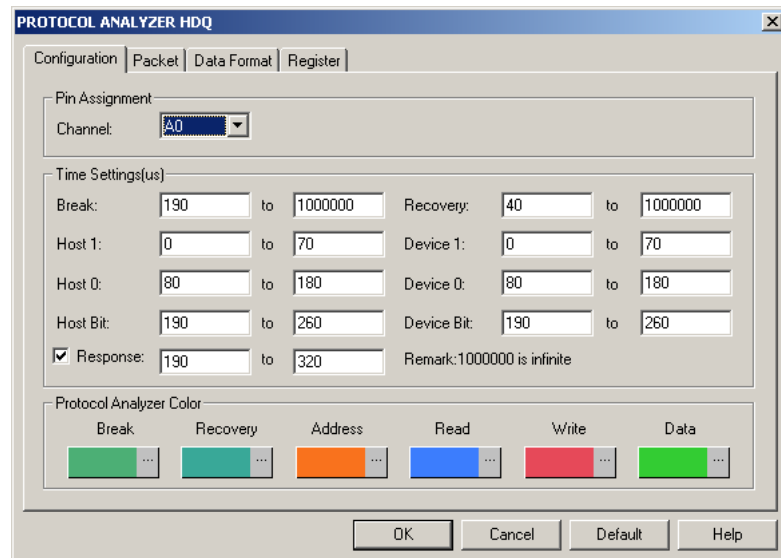 PROTOCOL ANALYZER HDQ
Configuration Packet Data Format Register
Pin Assignment
Channel: A0
Time Settings(us)
Break: 190 to 1000000 Recovery: 40 to 1000000
Host 1: 0 to 70 Device 1: 0 to 70
Host 0: 80 to 180 Device 0: 80 to 180
Host Bit: 190 to 260 Device Bit: 190 to 260
Response: 190 to 320 Remark:1000000 is infinite
Protocol Analyzer Color
Break Recovery Address Read Write Data
... ... ... ... ... ...
OK Cancel Default Help